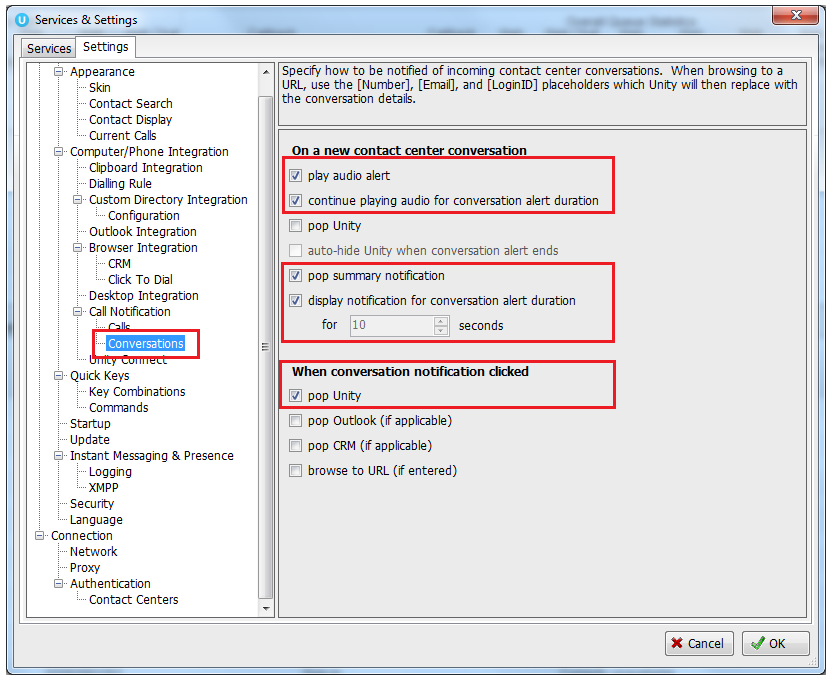 Services & Settings
Services
Settings
Appearance
Skin
Contact Search
Contact Display
Current Calls
Computer/Phone Integration
Clipboard Integration
Dialling Rule
Custom Directory Integration
Configuration
Outlook Integration
Browser Integration
CRM
Click To Dial
Desktop Integration
Call Notification
Calls
Conversations
Unity Connect
Quick Keys
Key Combinations
Commands
Startup
Update
Instant Messaging & Presence
Logging
XMPP
Security
Language
Connection
Network
Proxy
Authentication
Contact Centers
Specify how to be notified of incoming contact center conversations. When browsing to a
URL, use the [Number], [Email], and [LoginID] placeholders which Unity will then replace with
the conversation details.
On a new contact center conversation
play audio alert
continue playing audio for conversation alert duration
pop Unity
auto-hide Unity when conversation alert ends
pop summary notification
display notification for conversation alert duration
for 10 seconds
When conversation notification clicked
pop Unity
pop Outlook (if applicable)
pop CRM (if applicable)
browse to URL (if entered)
Cancel
OK